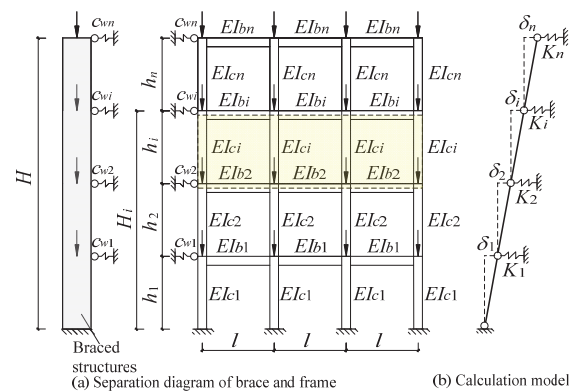 cwn cwn EIbn EIbn EIbn δn
Kn
hn EIcn EIcn EIcn EIcn
cwi cwi EIbi EIbi EIbi δi
Ki
H hi EIci EIci EIci EIci
cw2 cw2 EIb2 EIb2 EIb2 δ2
K2
Hi h2 EIc2 EIc2 EIc2 EIc2
cw1 cw1 EIb1 EIb1 EIb1 δ1
K1
h1 EIc1 EIc1 EIc1 EIc1
l l l
Braced
structures
(a) Separation diagram of brace and frame
(b) Calculation model